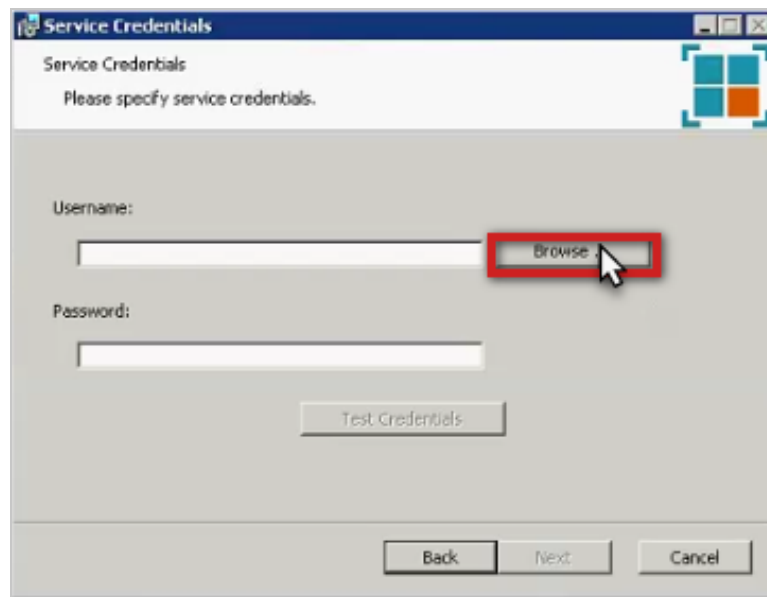 Service Credentials
Service Credentials
Please specify service credentials.
Username:
Browse ..
Password:
Test Credentials
Back
Next
Cancel